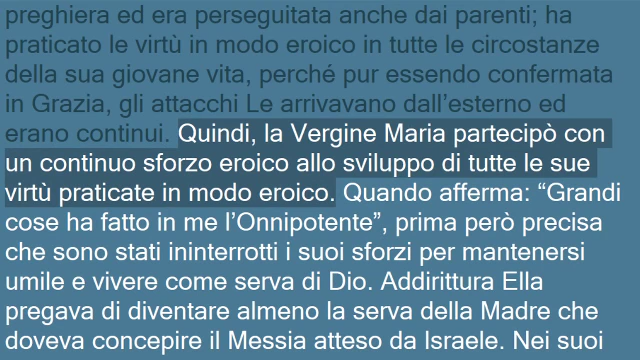 preghiera ed era perseguitata anche dai parenti; ha
praticato le virtù in modo eroico in tutte le circostanze
della sua giovane vita, perché pur essendo confermata
in Grazia, gli attacchi Le arrivavano dall'esterno ed
erano continui. Quindi, la Vergine Maria partecipò con
un continuo sforzo eroico allo sviluppo di tutte le sue
virtù praticate in modo eroico. Quando afferma: “Grandi
cose ha fatto in me l'Onnipotente”, prima però precisa
che sono stati ininterrotti i suoi sforzi per mantenersi
umile e vivere come serva di Dio. Addirittura Ella
pregava di diventare almeno la serva della Madre che
doveva concepire il Messia atteso da Israele. Nei suoi